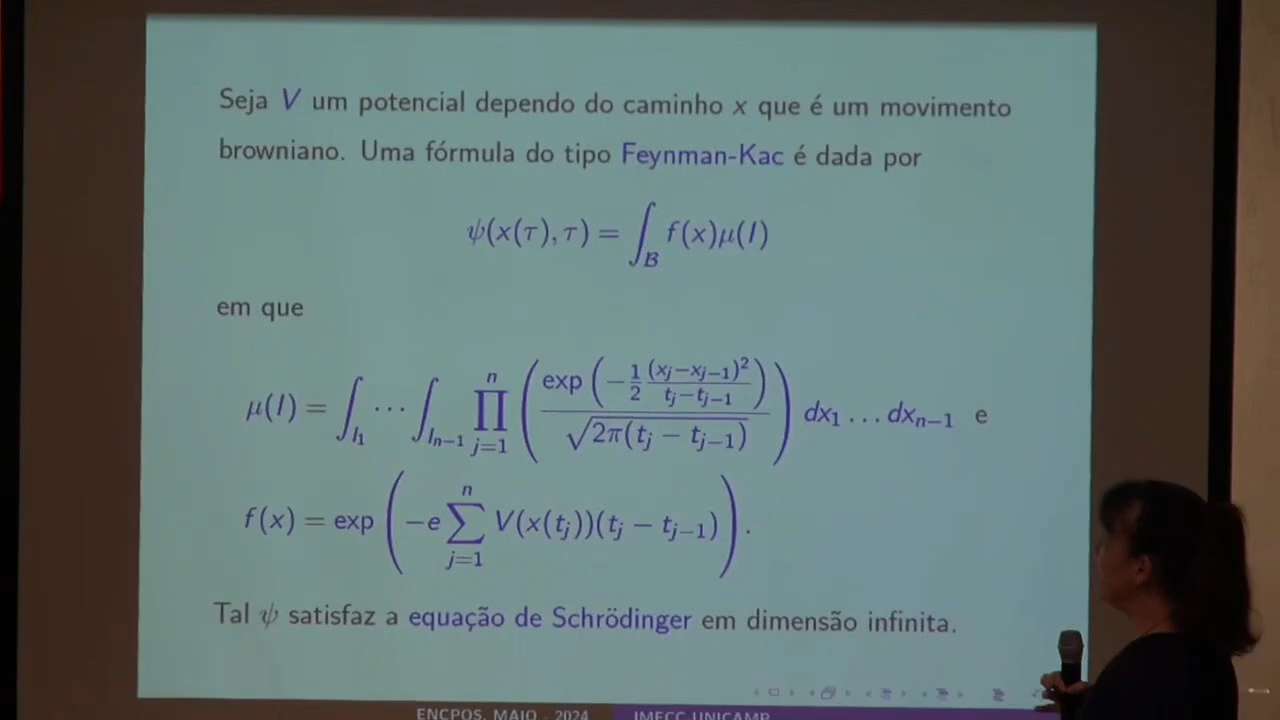 Seja V um potencial dependo do caminho x que é um movimento
browniano. Uma fórmula do tipo Feynman-Kac é dada por
ψ(x(τ), τ) = ∫_B f(x)μ(I)
em que
μ(I) = ∫_{I_1} ⋯ ∫_{I_{n−1}} ∏_{j=1}^{n} ( exp( −\frac{1}{2} \frac{(x_j−x_{j−1})^2}{t_j−t_{j−1}} ) / √(2π(t_j − t_{j−1})) ) dx_1 … dx_{n−1} e
f(x) = exp ( −e ∑_{j=1}^{n} V(x(t_j))(t_j − t_{j−1}) ) .
Tal ψ satisfaz a equação de Schrödinger em dimensão infinita.
ENCPOS, MAIO - 2024 IMECC UNICAMP